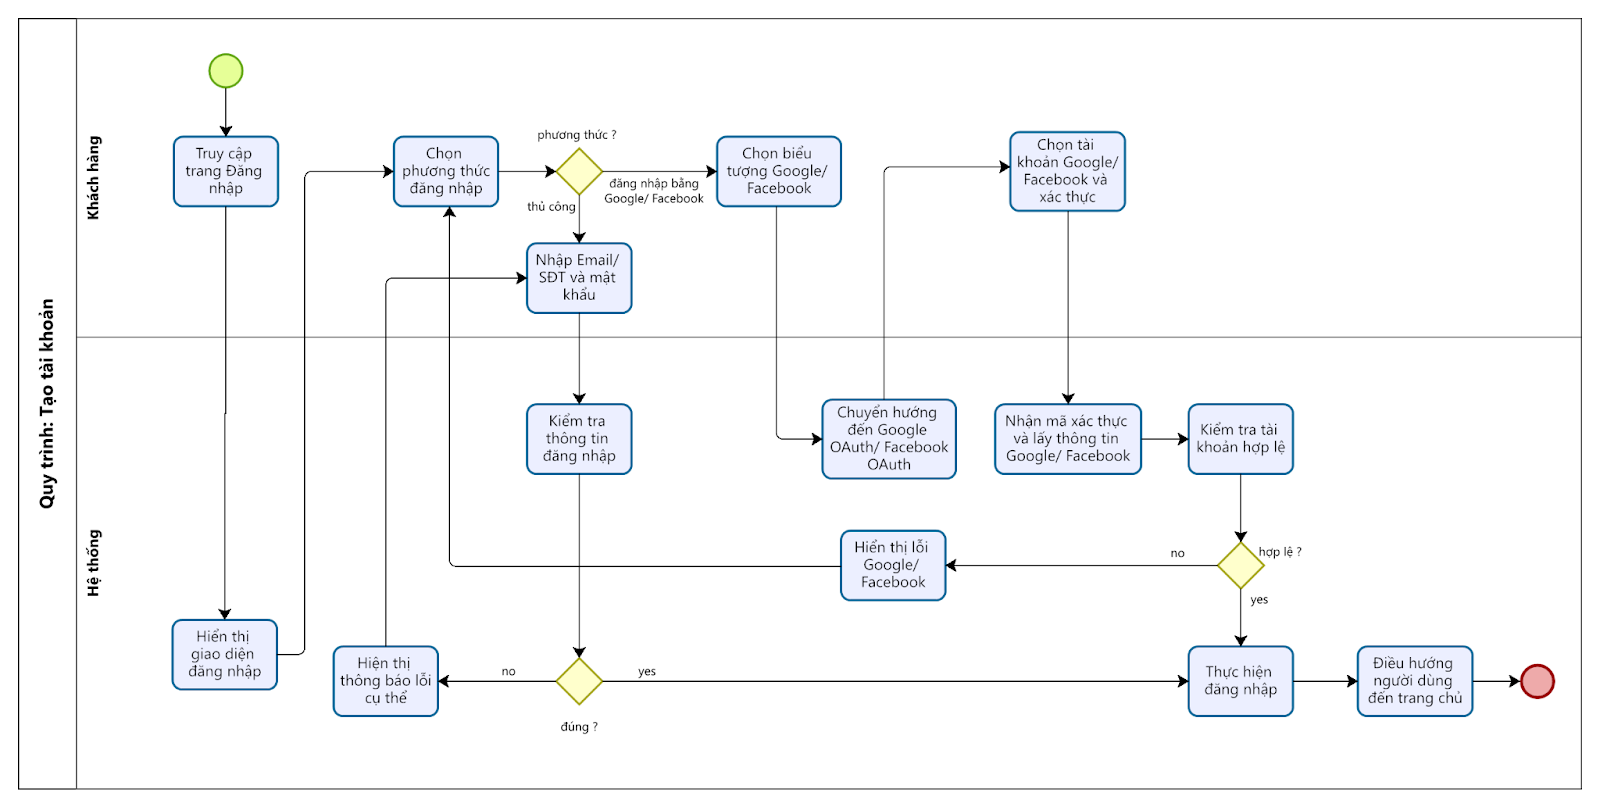 Quy trình: Tạo tài khoản
Khách hàng
Hệ thống
Truy cập
trang Đăng
nhập
Chọn
phương thức
đăng nhập
phương thức ?
đăng nhập bằng
Google/ Facebook
thủ công
Chọn biểu
tượng Google/
Facebook
Chọn tài
khoản Google/
Facebook và
xác thực
Nhập Email/
SĐT và mật
khẩu
Kiểm tra
thông tin
đăng nhập
Chuyển hướng
đến Google
OAuth/ Facebook
OAuth
Nhận mã xác thực
và lấy thông tin
Google/ Facebook
Kiểm tra tài
khoản hợp lệ
Hiển thị lỗi
Google/
Facebook
no
hợp lệ ?
yes
Hiển thị
giao diện
đăng nhập
Hiện thị
thông báo lỗi
cụ thể
no
yes
đúng ?
Thực hiện
đăng nhập
Điều hướng
người dùng
đến trang chủ